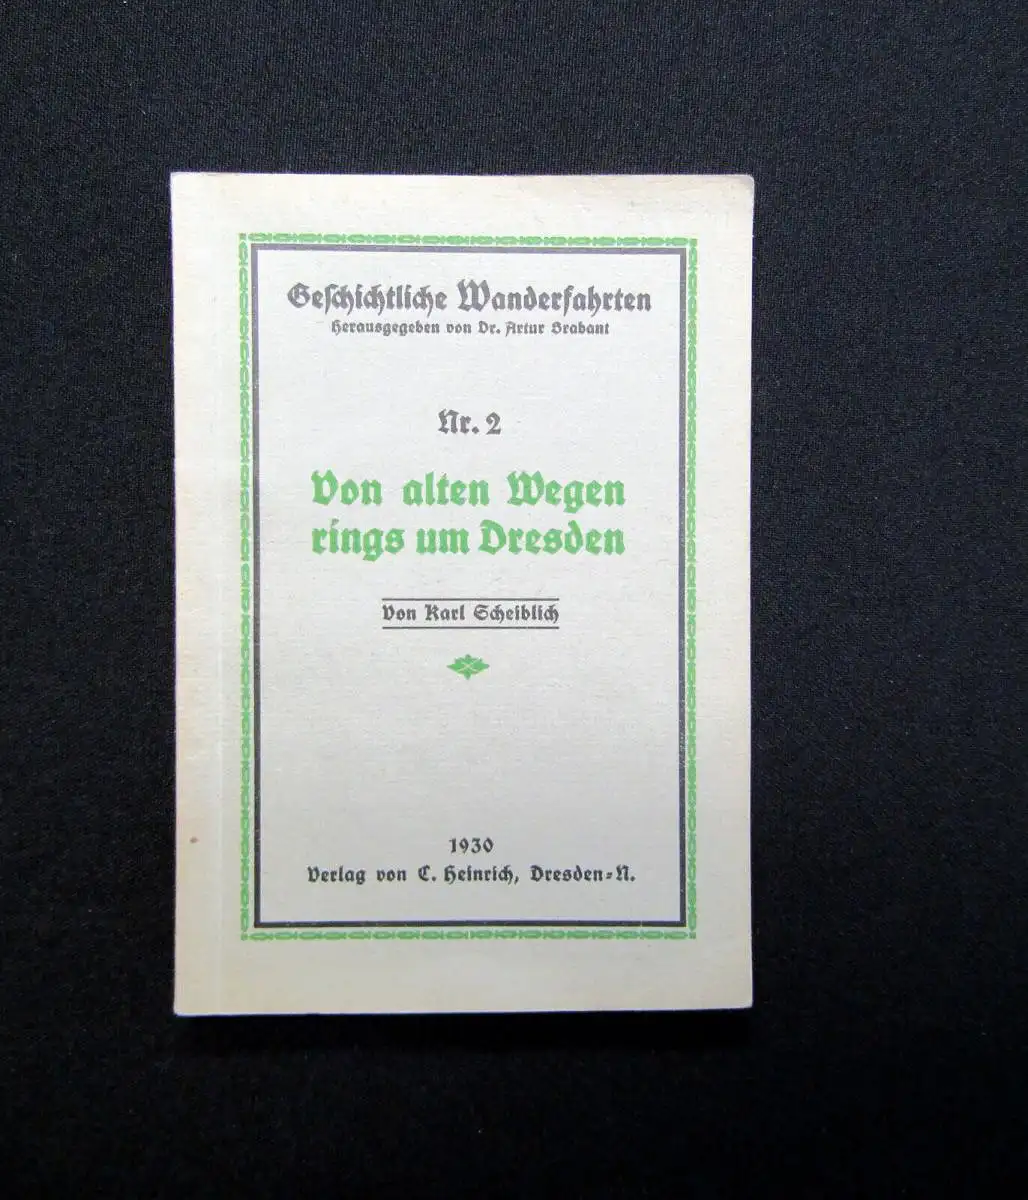 Geschichtliche Wanderfahrten
Herausgegeben von Dr. Artur Brabant
Nr. 2
Von alten Wegen
rings um Dresden
Von Karl Scheiblich
1930
Verlag von C. Heinrich, Dresden-N.